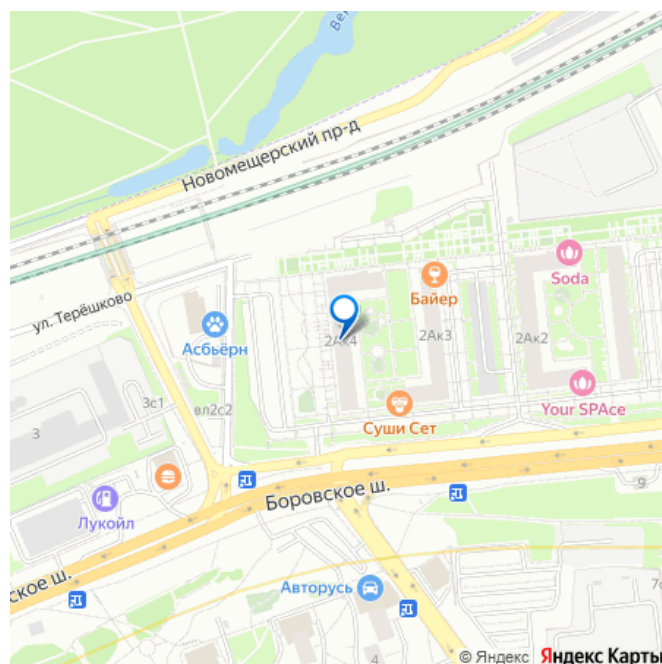 Вер
Новомещерский пр-д
ул. Терёшково
Soda
Байер
Асбьёрн
2Ак4
2Ак3
2Ак2
3с1
вл2с2
3
Суши Сет
Your SPAce
Лукойл
Боровское ш.
9
ское ш.
Авторусь
7с
4
© Яндекс Яндекс Карты